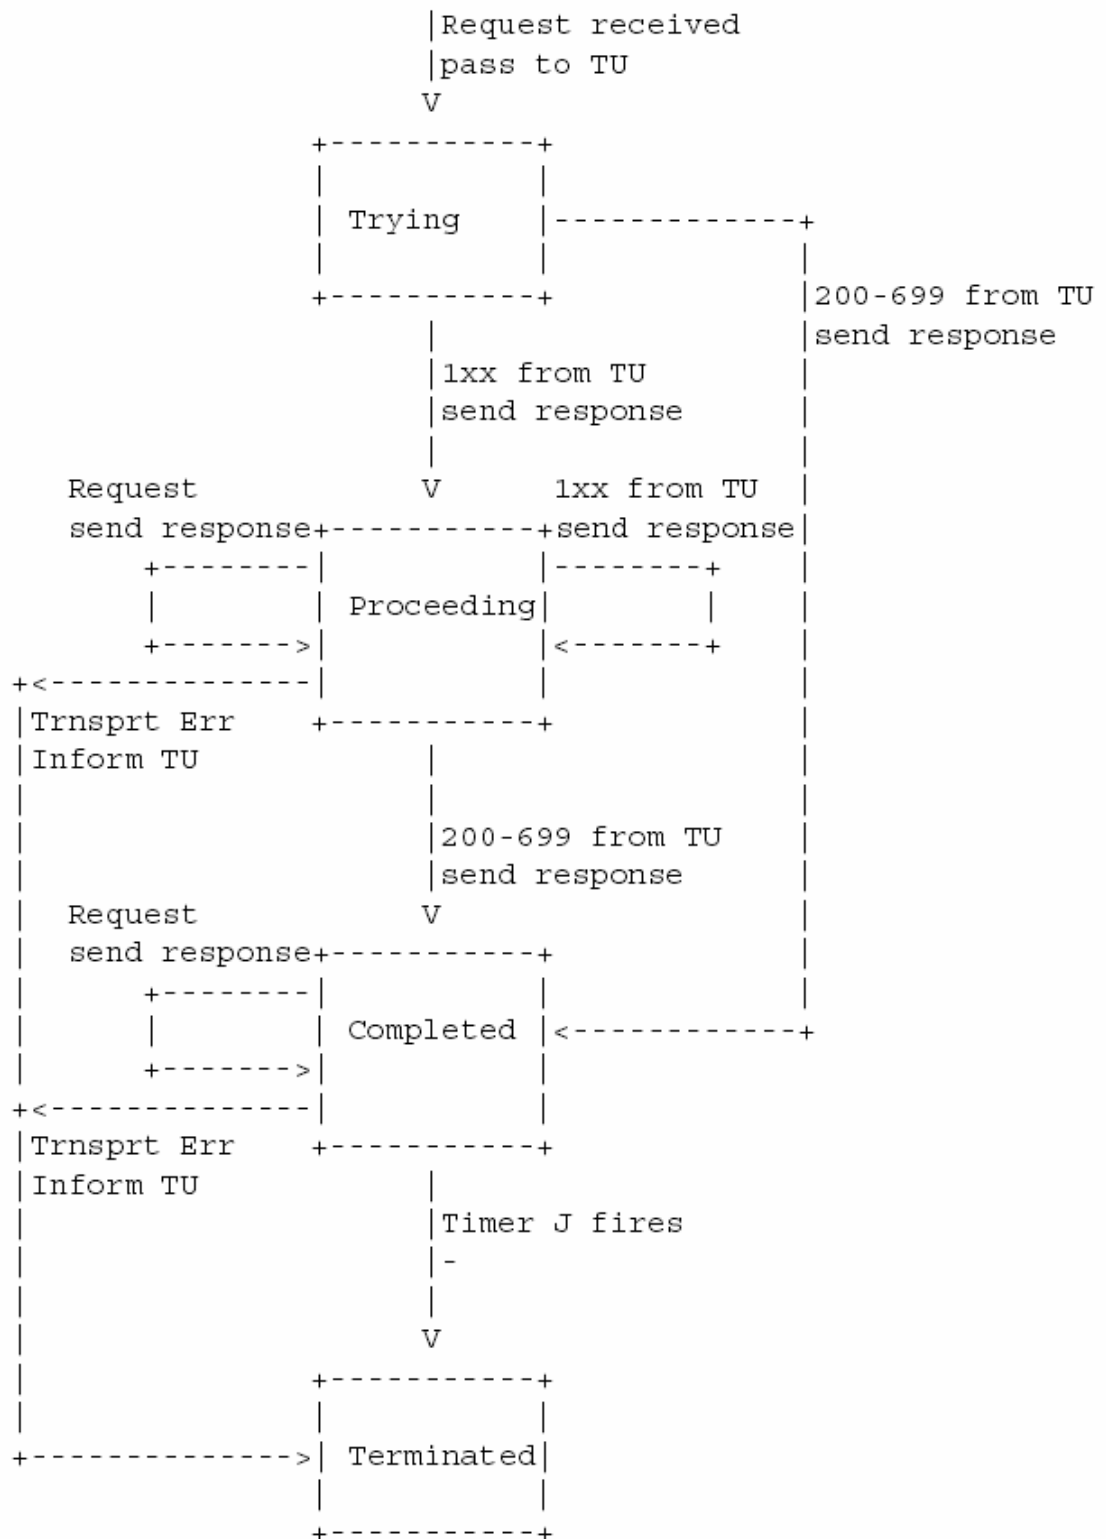 Request received
pass to TU
V
Trying
200-699 from TU
send response
1xx from TU
send response
Request V 1xx from TU
send response send response
Proceeding
Trnsprt Err
Inform TU
200-699 from TU
send response
Request V
send response
Completed
Trnsprt Err
Inform TU
Timer J fires
-
V
Terminated